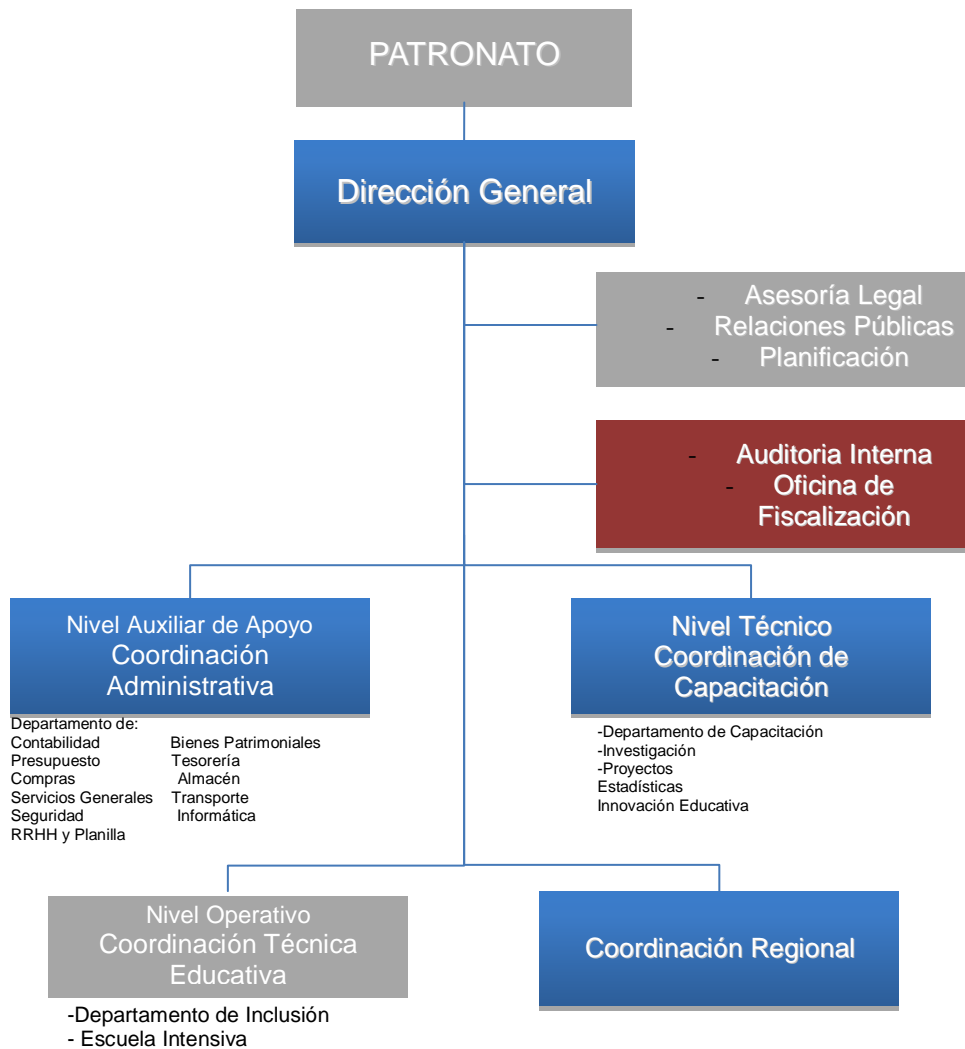 PATRONATO
Dirección General
- Asesoría Legal
- Relaciones Públicas
- Planificación
- Auditoria Interna
- Oficina de
Fiscalización
Nivel Auxiliar de Apoyo
Coordinación
Administrativa
Departamento de:
Contabilidad Bienes Patrimoniales
Presupuesto Tesorería
Compras Almacén
Servicios Generales Transporte
Seguridad Informática
RRHH y Planilla
Nivel Técnico
Coordinación de
Capacitación
-Departamento de Capacitación
-Investigación
-Proyectos
Estadísticas
Innovación Educativa
Nivel Operativo
Coordinación Técnica
Educativa
-Departamento de Inclusión
- Escuela Intensiva
Coordinación Regional